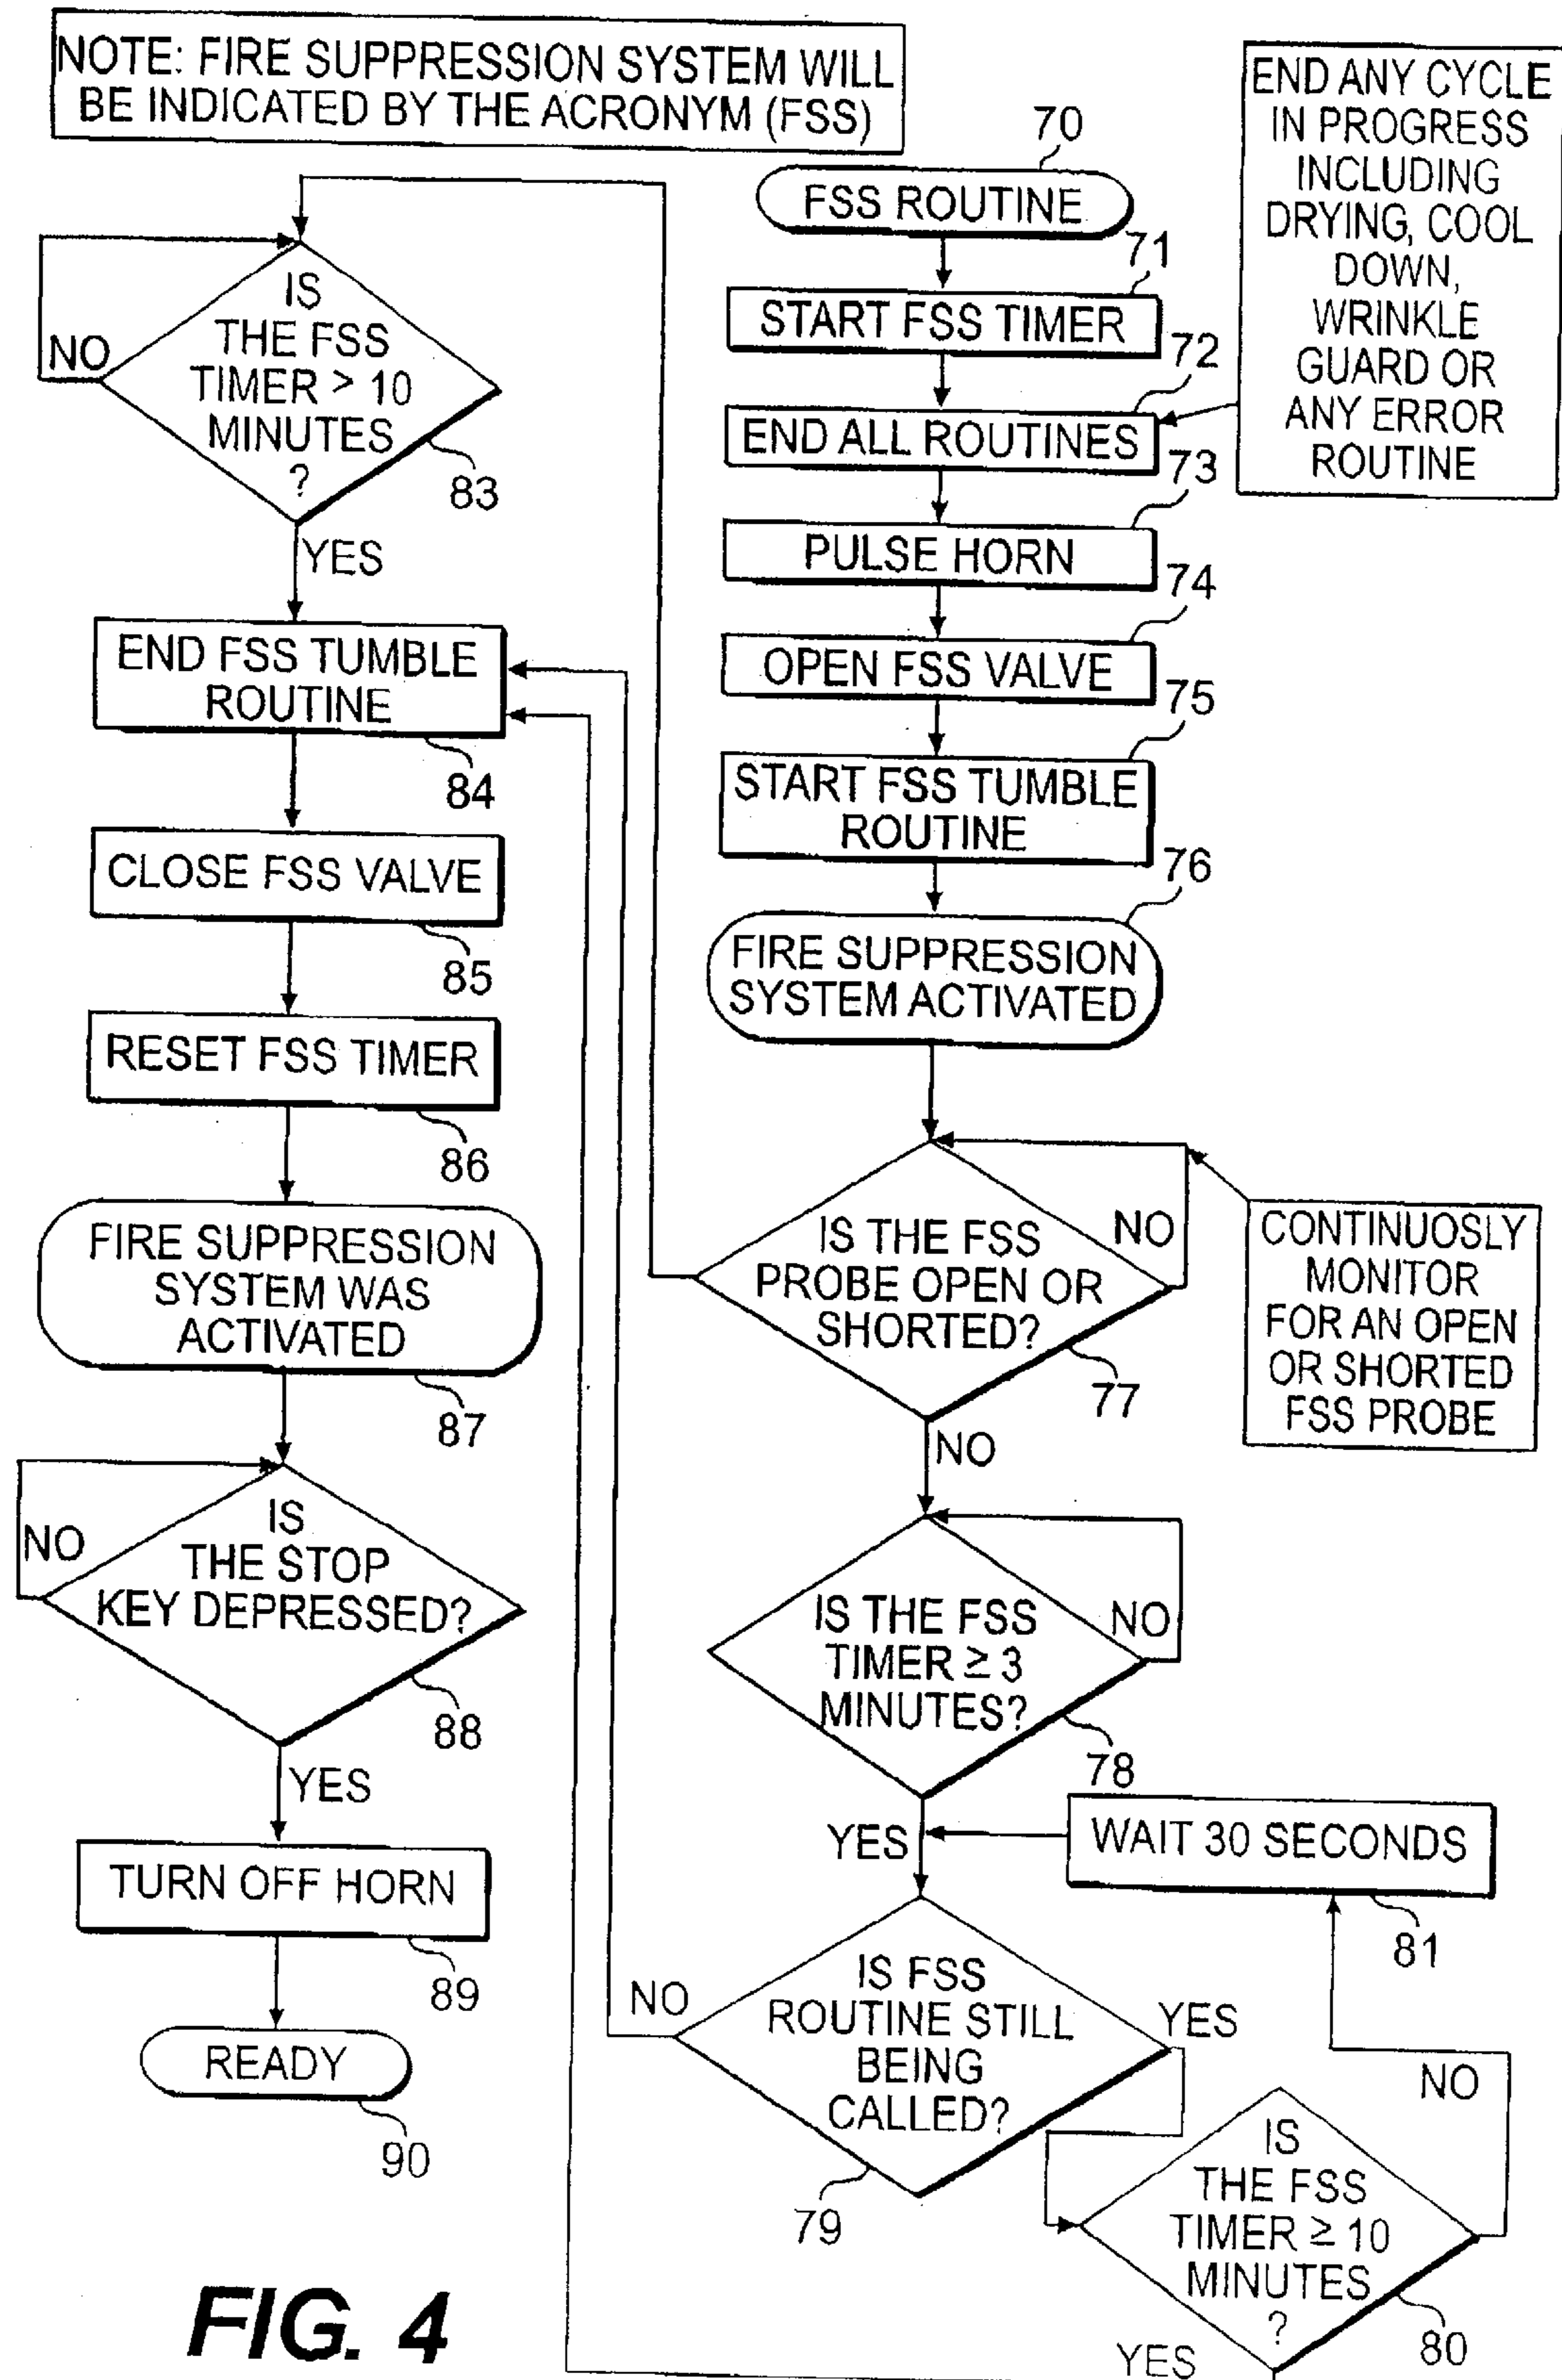 NOTE: FIRE SUPPRESSION SYSTEM WILL
BE INDICATED BY THE ACRONYM (FSS)
END ANY CYCLE
IN PROGRESS
INCLUDING
DRYING, COOL
DOWN,
WRINKLE
GUARD OR
ANY ERROR
ROUTINE
70
FSS ROUTINE
71
START FSS TIMER
72
END ALL ROUTINES
73
PULSE HORN
74
OPEN FSS VALVE
75
START FSS TUMBLE
ROUTINE
76
FIRE SUPPRESSION
SYSTEM ACTIVATED
IS THE FSS
PROBE OPEN OR
SHORTED?
NO
77
CONTINUOSLY
MONITOR
FOR AN OPEN
OR SHORTED
FSS PROBE
NO
IS THE FSS
TIMER ≥ 3
MINUTES?
NO
78
YES
WAIT 30 SECONDS
81
IS FSS
ROUTINE STILL
BEING
CALLED?
NO
YES
79
IS
THE FSS
TIMER ≥ 10
MINUTES
?
NO
80
YES
IS
THE FSS
TIMER > 10
MINUTES
?
NO
83
YES
END FSS TUMBLE
ROUTINE
84
CLOSE FSS VALVE
85
RESET FSS TIMER
86
FIRE SUPPRESSION
SYSTEM WAS
ACTIVATED
87
IS
THE STOP
KEY DEPRESSED?
NO
88
YES
TURN OFF HORN
89
READY
90
FIG. 4